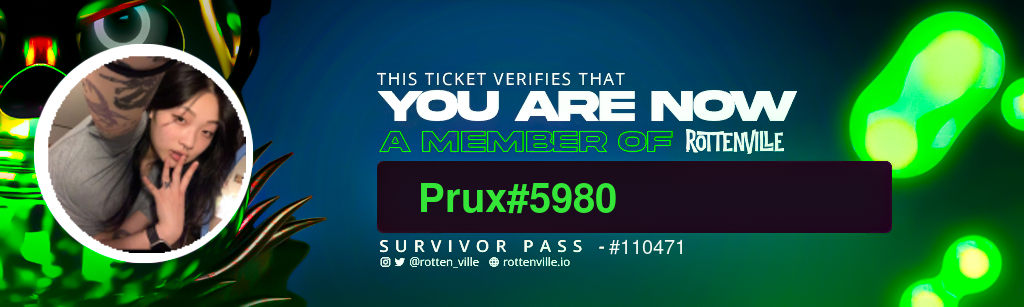 THIS TICKET VERIFIES THAT
YOU ARE NOW
A MEMBER OF ROTTENVILLE
Prux#5980
SURVIVOR PASS - #110471
@rotten_ville rottenville.io